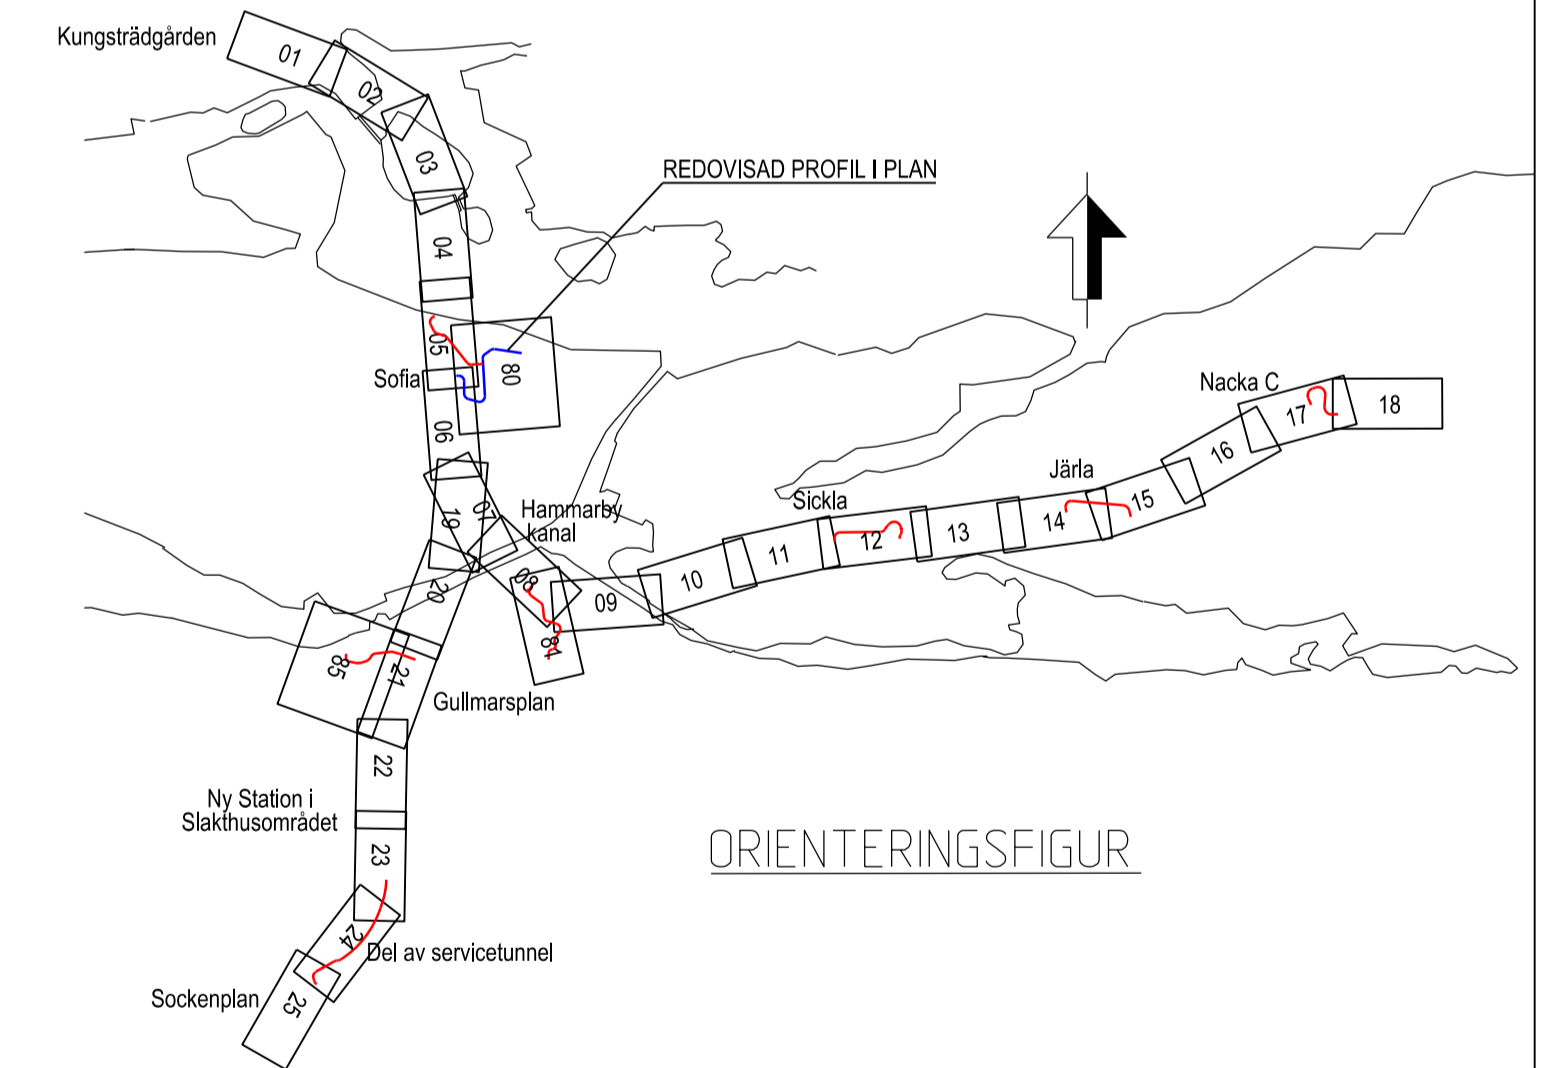 Kungsträdgården
01
02
03
REDOVISAD PROFIL I PLAN
04
05
80
Sofia
06
Nacka C
17
18
16
Järla
15
14
Sickla
13
12
11
10
Hammarby
kanal
07
19
08
09
20
81
85
21
Gullmarsplan
22
Ny Station i
Slakthusområdet
23
ORIENTERINGSFIGUR
24
Del av servicetunnel
Sockenplan
25